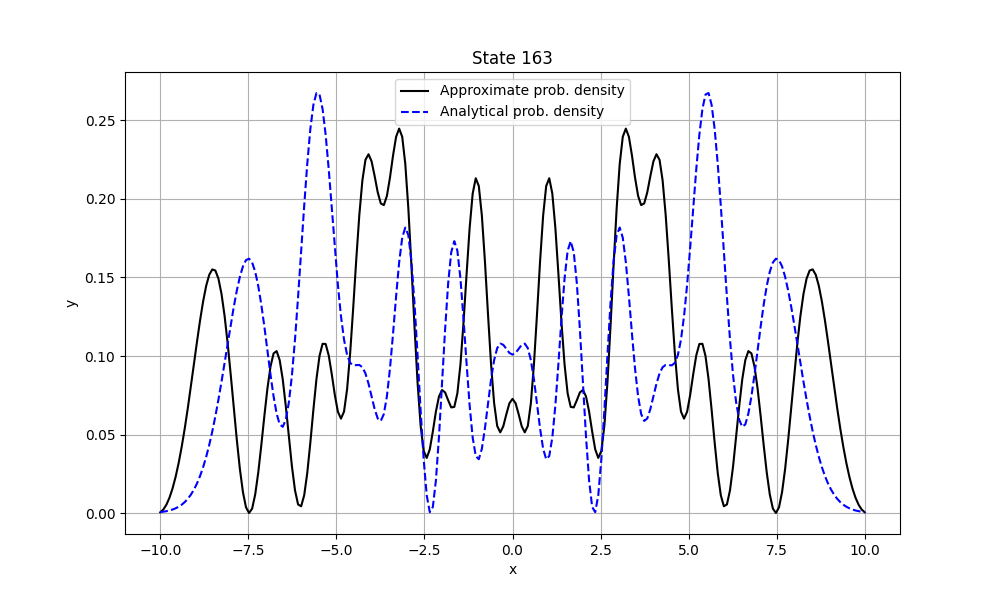 State 163
Approximate prob. density
Analytical prob. density
y
0.25
0.20
0.15
0.10
0.05
0.00
−10.0 −7.5 −5.0 −2.5 0.0 2.5 5.0 7.5 10.0
x